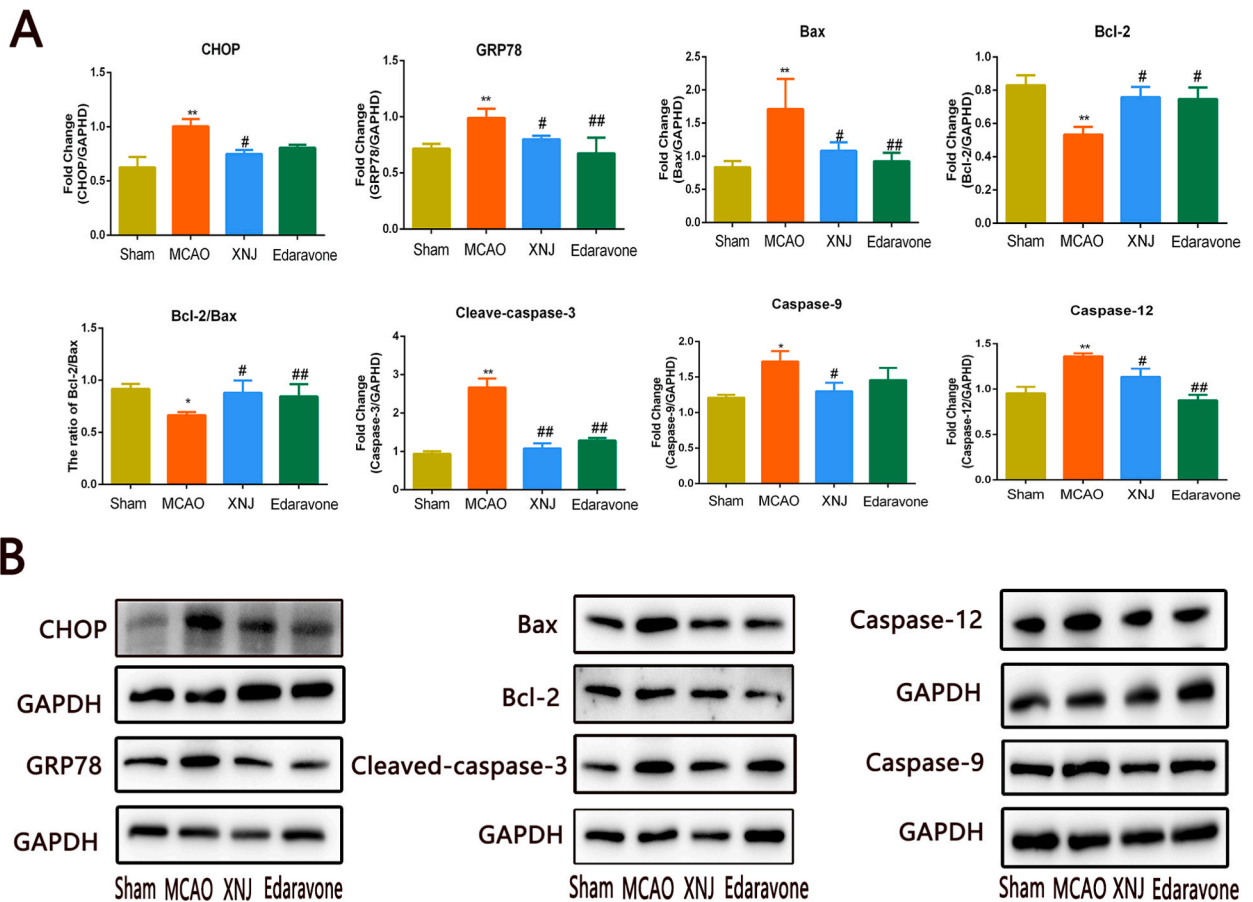 A
CHOP
Fold Change
(CHOP/GAPHD)
1.5
1.0
0.5
0.0
**
#
Sham MCAO XNJ Edaravone
GRP78
Fold Change
(GRP78/GAPHD)
1.5
1.0
0.5
0.0
**
#
##
Sham MCAO XNJ Edaravone
Bax
Fold Change
(Bax/GAPHD)
2.5
2.0
1.5
1.0
0.5
0.0
**
#
##
Sham MCAO XNJ Edaravone
Bcl-2
Fold Change
(Bcl-2/GAPHD)
0.8
0.6
0.4
0.2
0.0
**
#
#
Sham MCAO XNJ Edaravone
Bcl-2/Bax
The ratio of Bcl-2/Bax
1.5
1.0
0.5
0.0
*
#
##
Sham MCAO XNJ Edaravone
Cleave-caspase-3
Fold Change
(Caspase-3/GAPHD)
4
3
2
1
0
**
##
##
Sham MCAO XNJ Edaravone
Caspase-9
Fold Change
(Caspase-9/GAPHD)
2.0
1.5
1.0
0.5
0.0
*
#
Sham MCAO XNJ Edaravone
Caspase-12
Fold Change
(Caspase-12/GAPHD)
1.5
1.0
0.5
0.0
**
#
##
Sham MCAO XNJ Edaravone
B
CHOP
GAPDH
GRP78
GAPDH
Sham MCAO XNJ Edaravone
Bax
Bcl-2
Cleaved-caspase-3
GAPDH
Sham MCAO XNJ Edaravone
Caspase-12
GAPDH
Caspase-9
GAPDH
Sham MCAO XNJ Edaravone